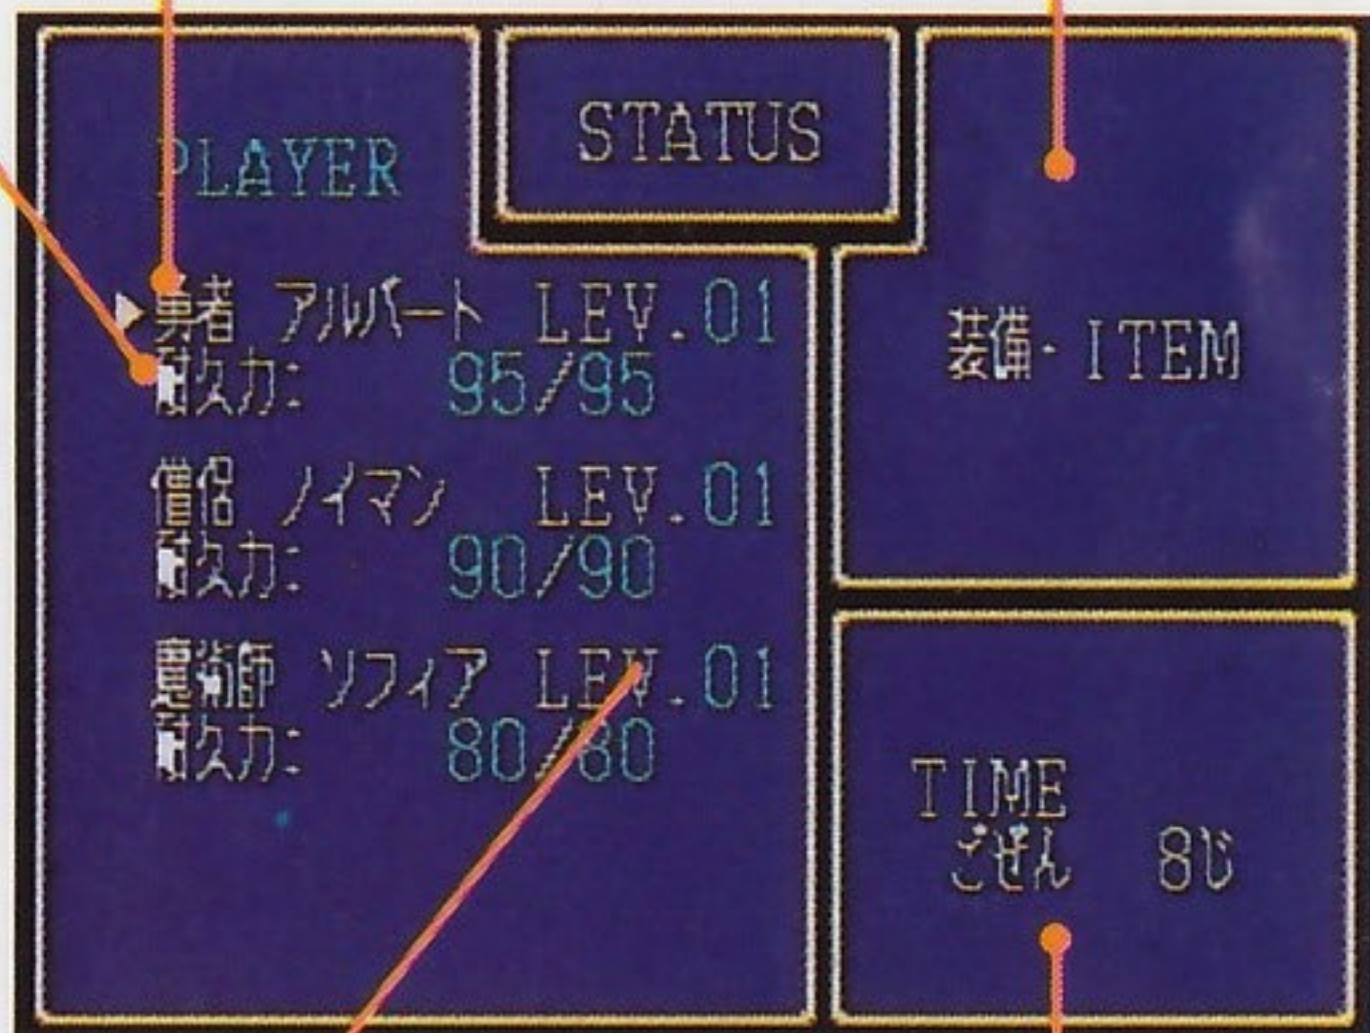 STATUS
PLAYER
勇者 アルバート LEV.01
耐久力: 95/95
僧侶 ノイマン LEV.01
耐久力: 90/90
魔術師 ソフィア LEV.01
耐久力: 80/80
装備・ITEM
TIME
ごぜん 8じ